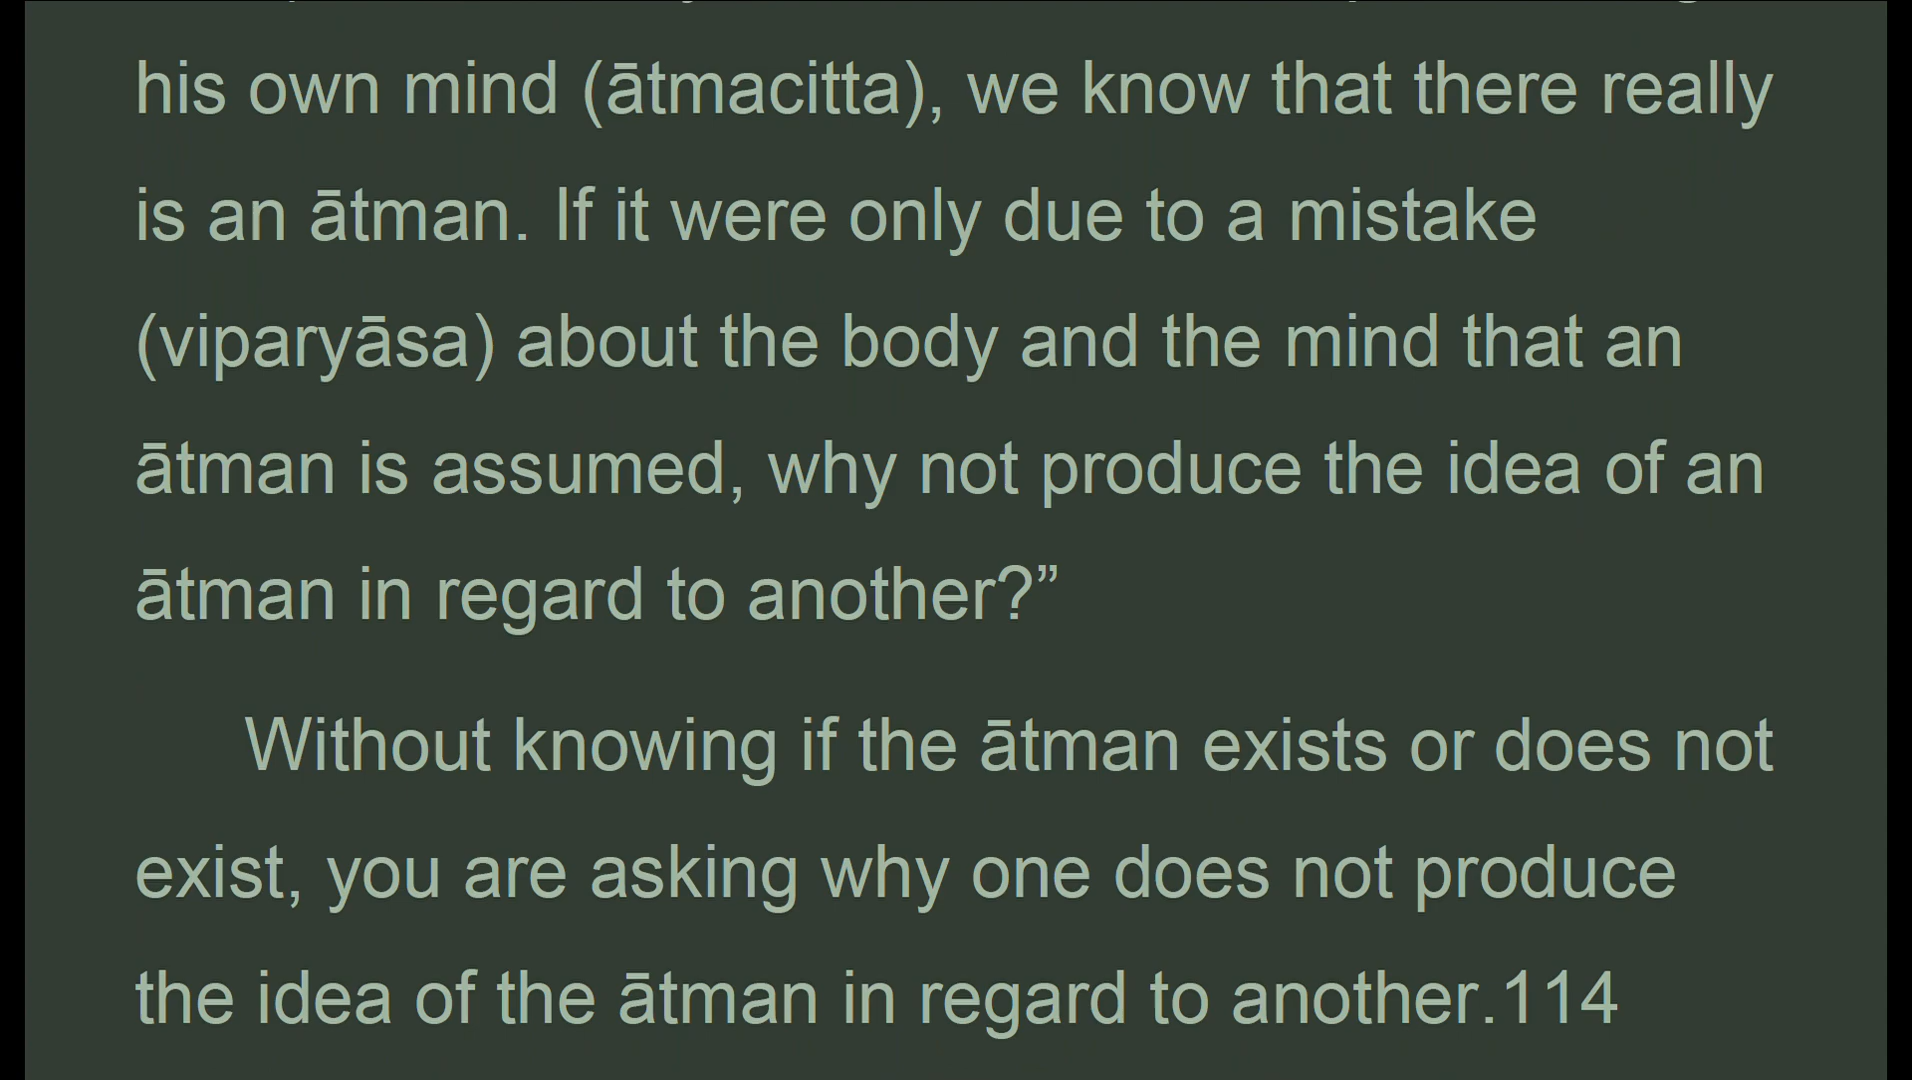 his own mind (ātmacitta), we know that there really
is an ātman. If it were only due to a mistake
(viparyāsa) about the body and the mind that an
ātman is assumed, why not produce the idea of an
ātman in regard to another?”
Without knowing if the ātman exists or does not
exist, you are asking why one does not produce
the idea of the ātman in regard to another.114